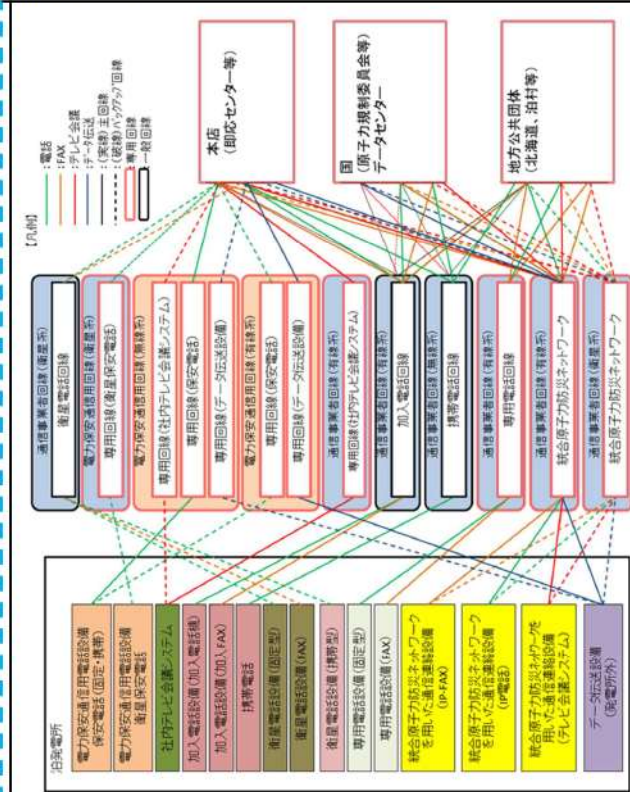 【凡例】
:電話
:FAX
:テレビ会議
:データ伝送
:(実線)主回線
:(破線)バックアップ回線
:専用回線
:一般回線
泊発電所
電力保安通信用電話設備
保安電話(固定・携帯)
電力保安通信用電話設備
衛星保安電話
社内テレビ会議システム
加入電話設備(加入電話機)
加入電話設備(加入FAX)
携帯電話
衛星電話設備(固定型)
衛星電話設備(FAX)
衛星電話設備(携帯型)
専用電話設備(固定型)
専用電話設備(FAX)
統合原子力防災ネットワーク
を用いた通信連絡設備
(IP-FAX)
統合原子力防災ネットワーク
を用いた通信連絡設備
(IP電話)
統合原子力防災ネットワークを
用いた通信連絡設備
(テレビ会議システム)
データ伝送設備
(発電所外)
通信事業者回線(衛星系)
衛星電話回線
電力保安通信用回線(衛星系)
専用回線(衛星保安電話)
電力保安通信用回線(無線系)
専用回線(社内テレビ会議システム)
専用回線(保安電話)
専用回線(データ伝送設備)
電力保安通信用回線(有線系)
専用回線(保安電話)
専用回線(データ伝送設備)
通信事業者回線(有線系)
専用回線(社内テレビ会議システム)
通信事業者回線(有線系)
加入電話回線
通信事業者回線(無線系)
携帯電話回線
通信事業者回線(有線系)
専用電話回線
通信事業者回線(有線系)
統合原子力防災ネットワーク
通信事業者回線(衛星系)
統合原子力防災ネットワーク
本店
(即応センター等)
国
(原子力規制委員会等)
データセンター
地方公共団体
(北海道、泊村等)